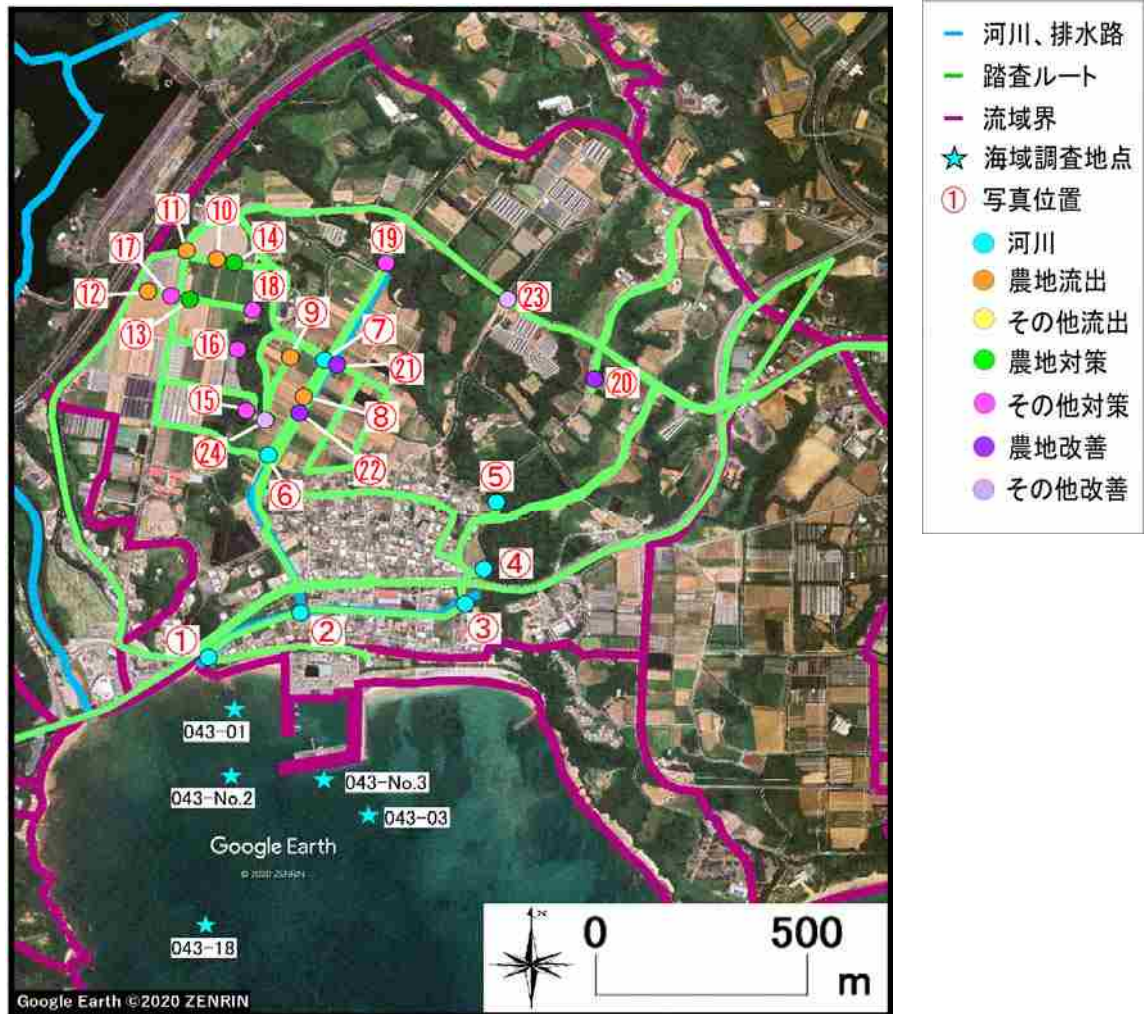 ⑪
⑩
⑭
⑲
⑰
⑱
㉓
⑫
⑬
⑨
⑦
⑯
㉑
⑳
⑮
⑧
㉔
㉒
⑥
⑤
④
①
②
③
043-01
043-No.2
043-No.3
043-03
Google Earth
© 2020 ZENRIN
043-18
N
0 500
m
Google Earth ©2020 ZENRIN
河川、排水路
踏査ルート
流域界
海域調査地点
① 写真位置
河川
農地流出
その他流出
農地対策
その他対策
農地改善
その他改善